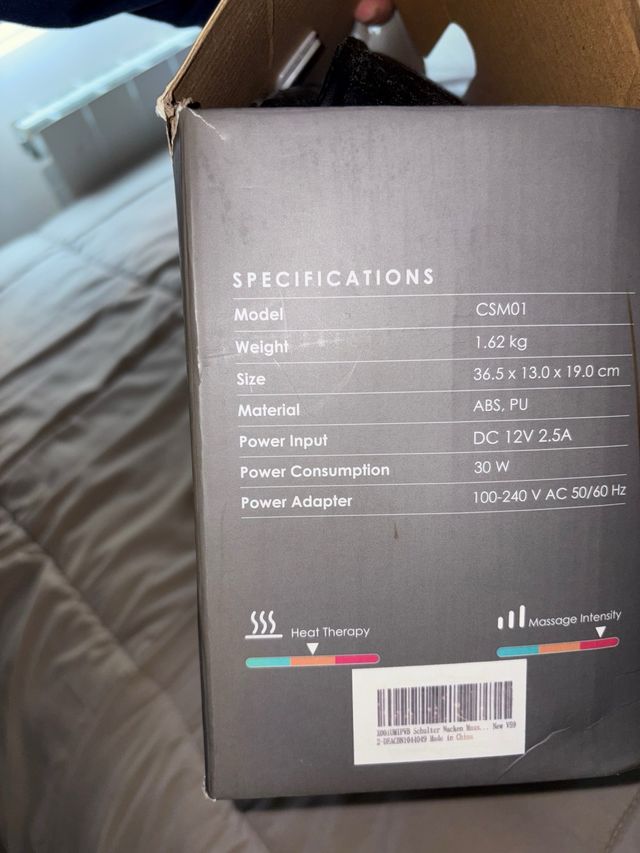 SPECIFICATIONS
Model CSM01
Weight 1.62 kg
Size 36.5 x 13.0 x 19.0 cm
Material ABS, PU
Power Input DC 12V 2.5A
Power Consumption 30 W
Power Adapter 100-240 V AC 50/60 Hz
Heat Therapy
Massage Intensity
Schulter Nacken Mass... New
Made in China